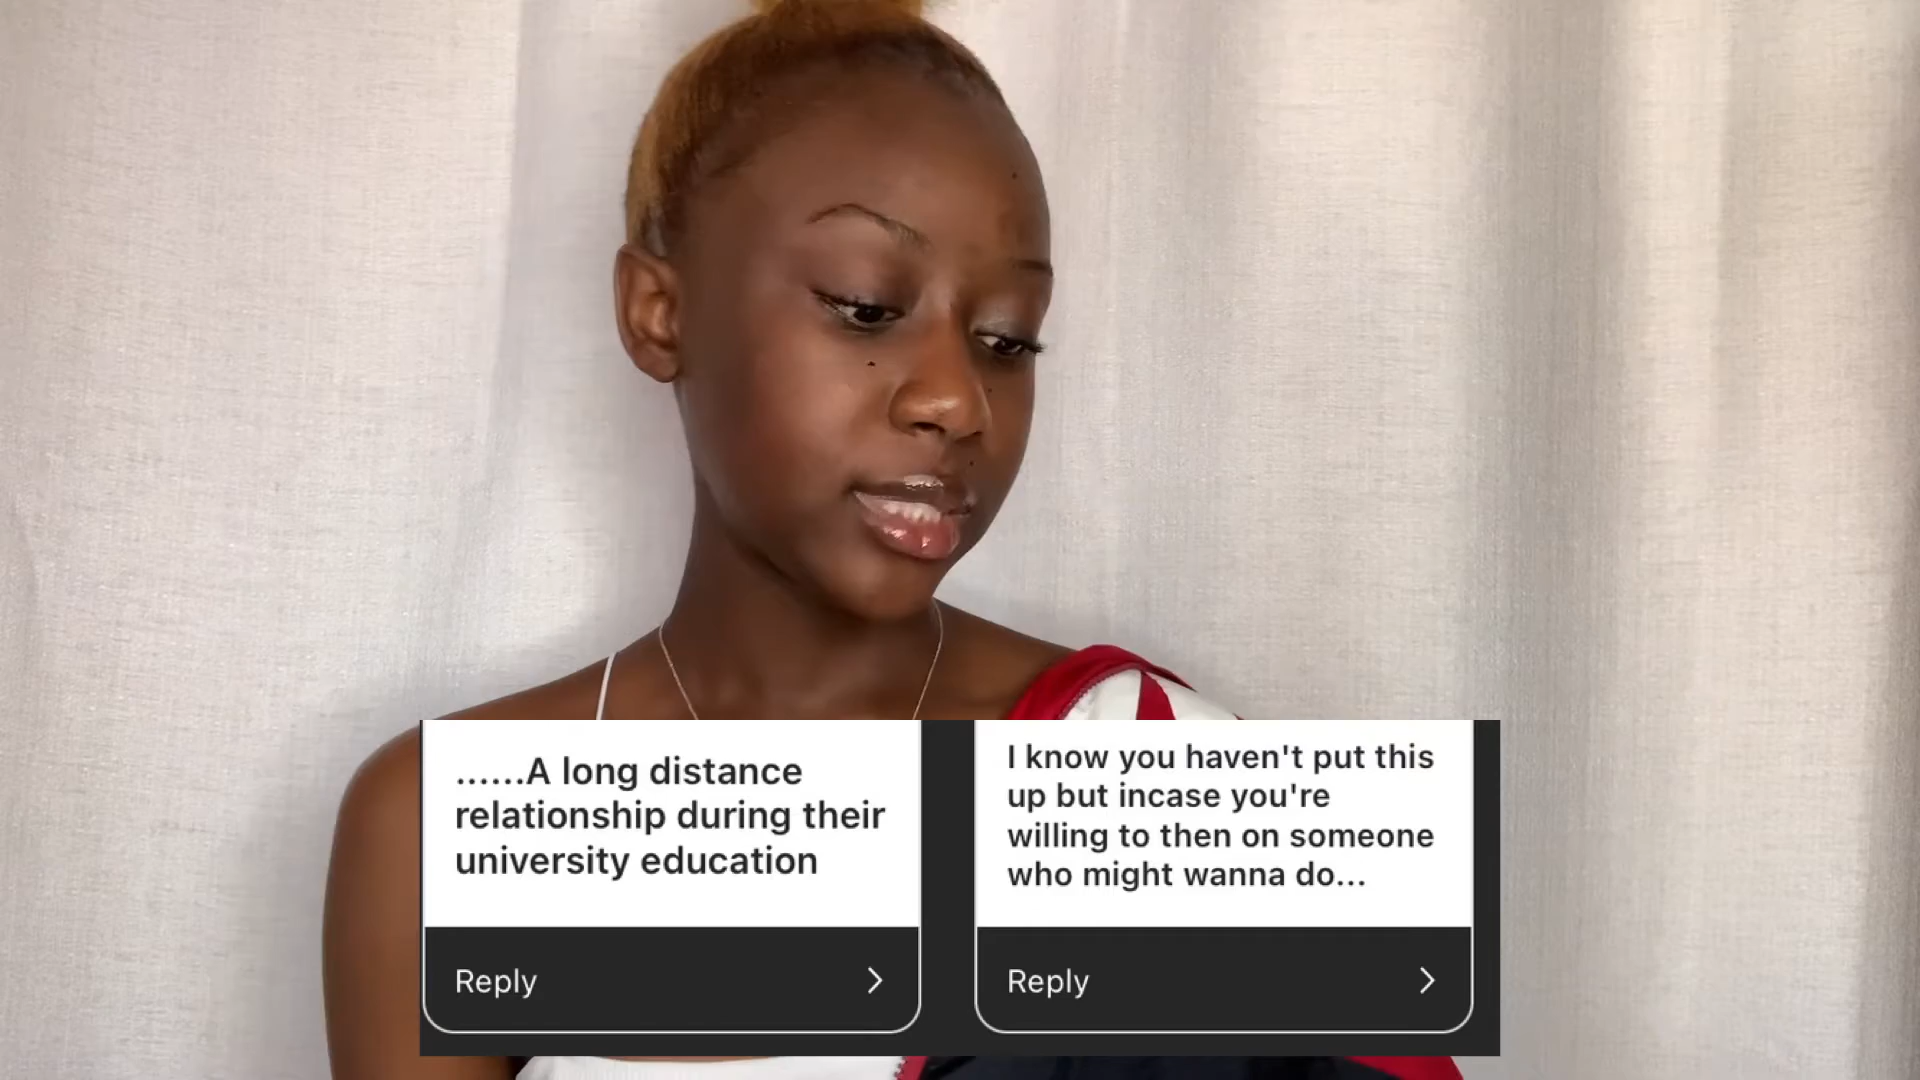 ......A long distance
relationship during their
university education
Reply
I know you haven't put this
up but incase you're
willing to then on someone
who might wanna do...
Reply